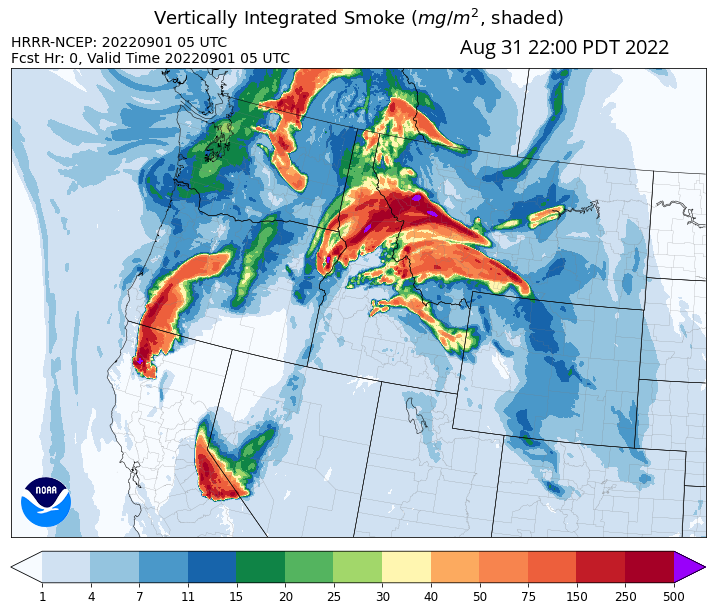 Vertically Integrated Smoke (mg/m², shaded)
HRRR-NCEP: 20220901 05 UTC
Fcst Hr: 0, Valid Time 20220901 05 UTC
Aug 31 22:00 PDT 2022
NOAA
1 4 7 11 15 20 25 30 40 50 75 150 250 500